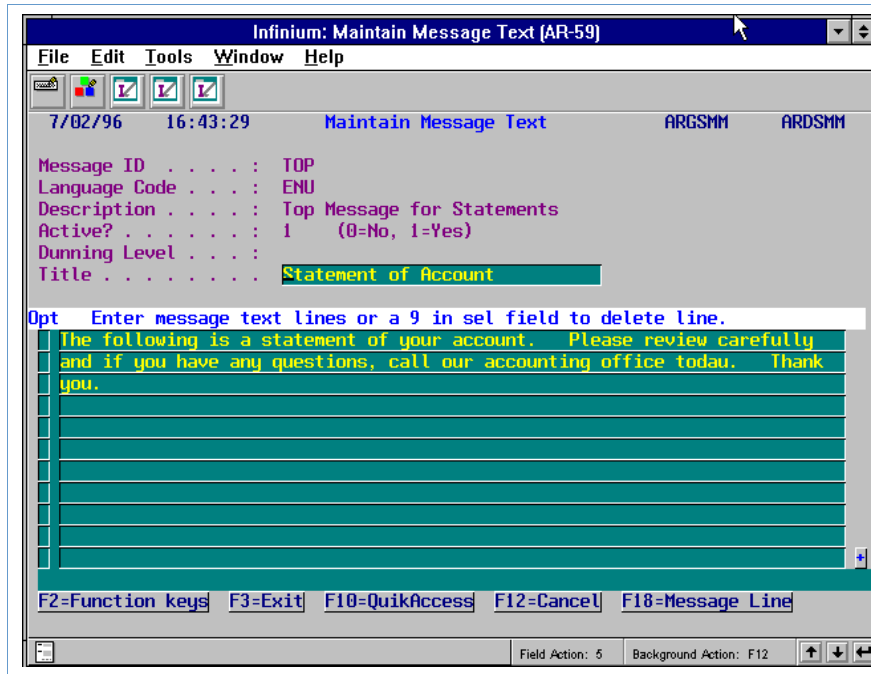 Infinium: Maintain Message Text (AR-59)
File Edit Tools Window Help
7/02/96 16:43:29 Maintain Message Text ARGSMM ARDSMM
Message ID . . . . : TOP
Language Code . . . : ENU
Description . . . . : Top Message for Statements
Active? . . . . . . : 1 (0=No, 1=Yes)
Dunning Level . . . :
Title . . . . . . . . Statement of Account
Opt Enter message text lines or a 9 in sel field to delete line.
The following is a statement of your account. Please review carefully
and if you have any questions, call our accounting office todau. Thank
you.
+
F2=Function keys F3=Exit F10=QuikAccess F12=Cancel F18=Message Line
Field Action: 5 Background Action: F12